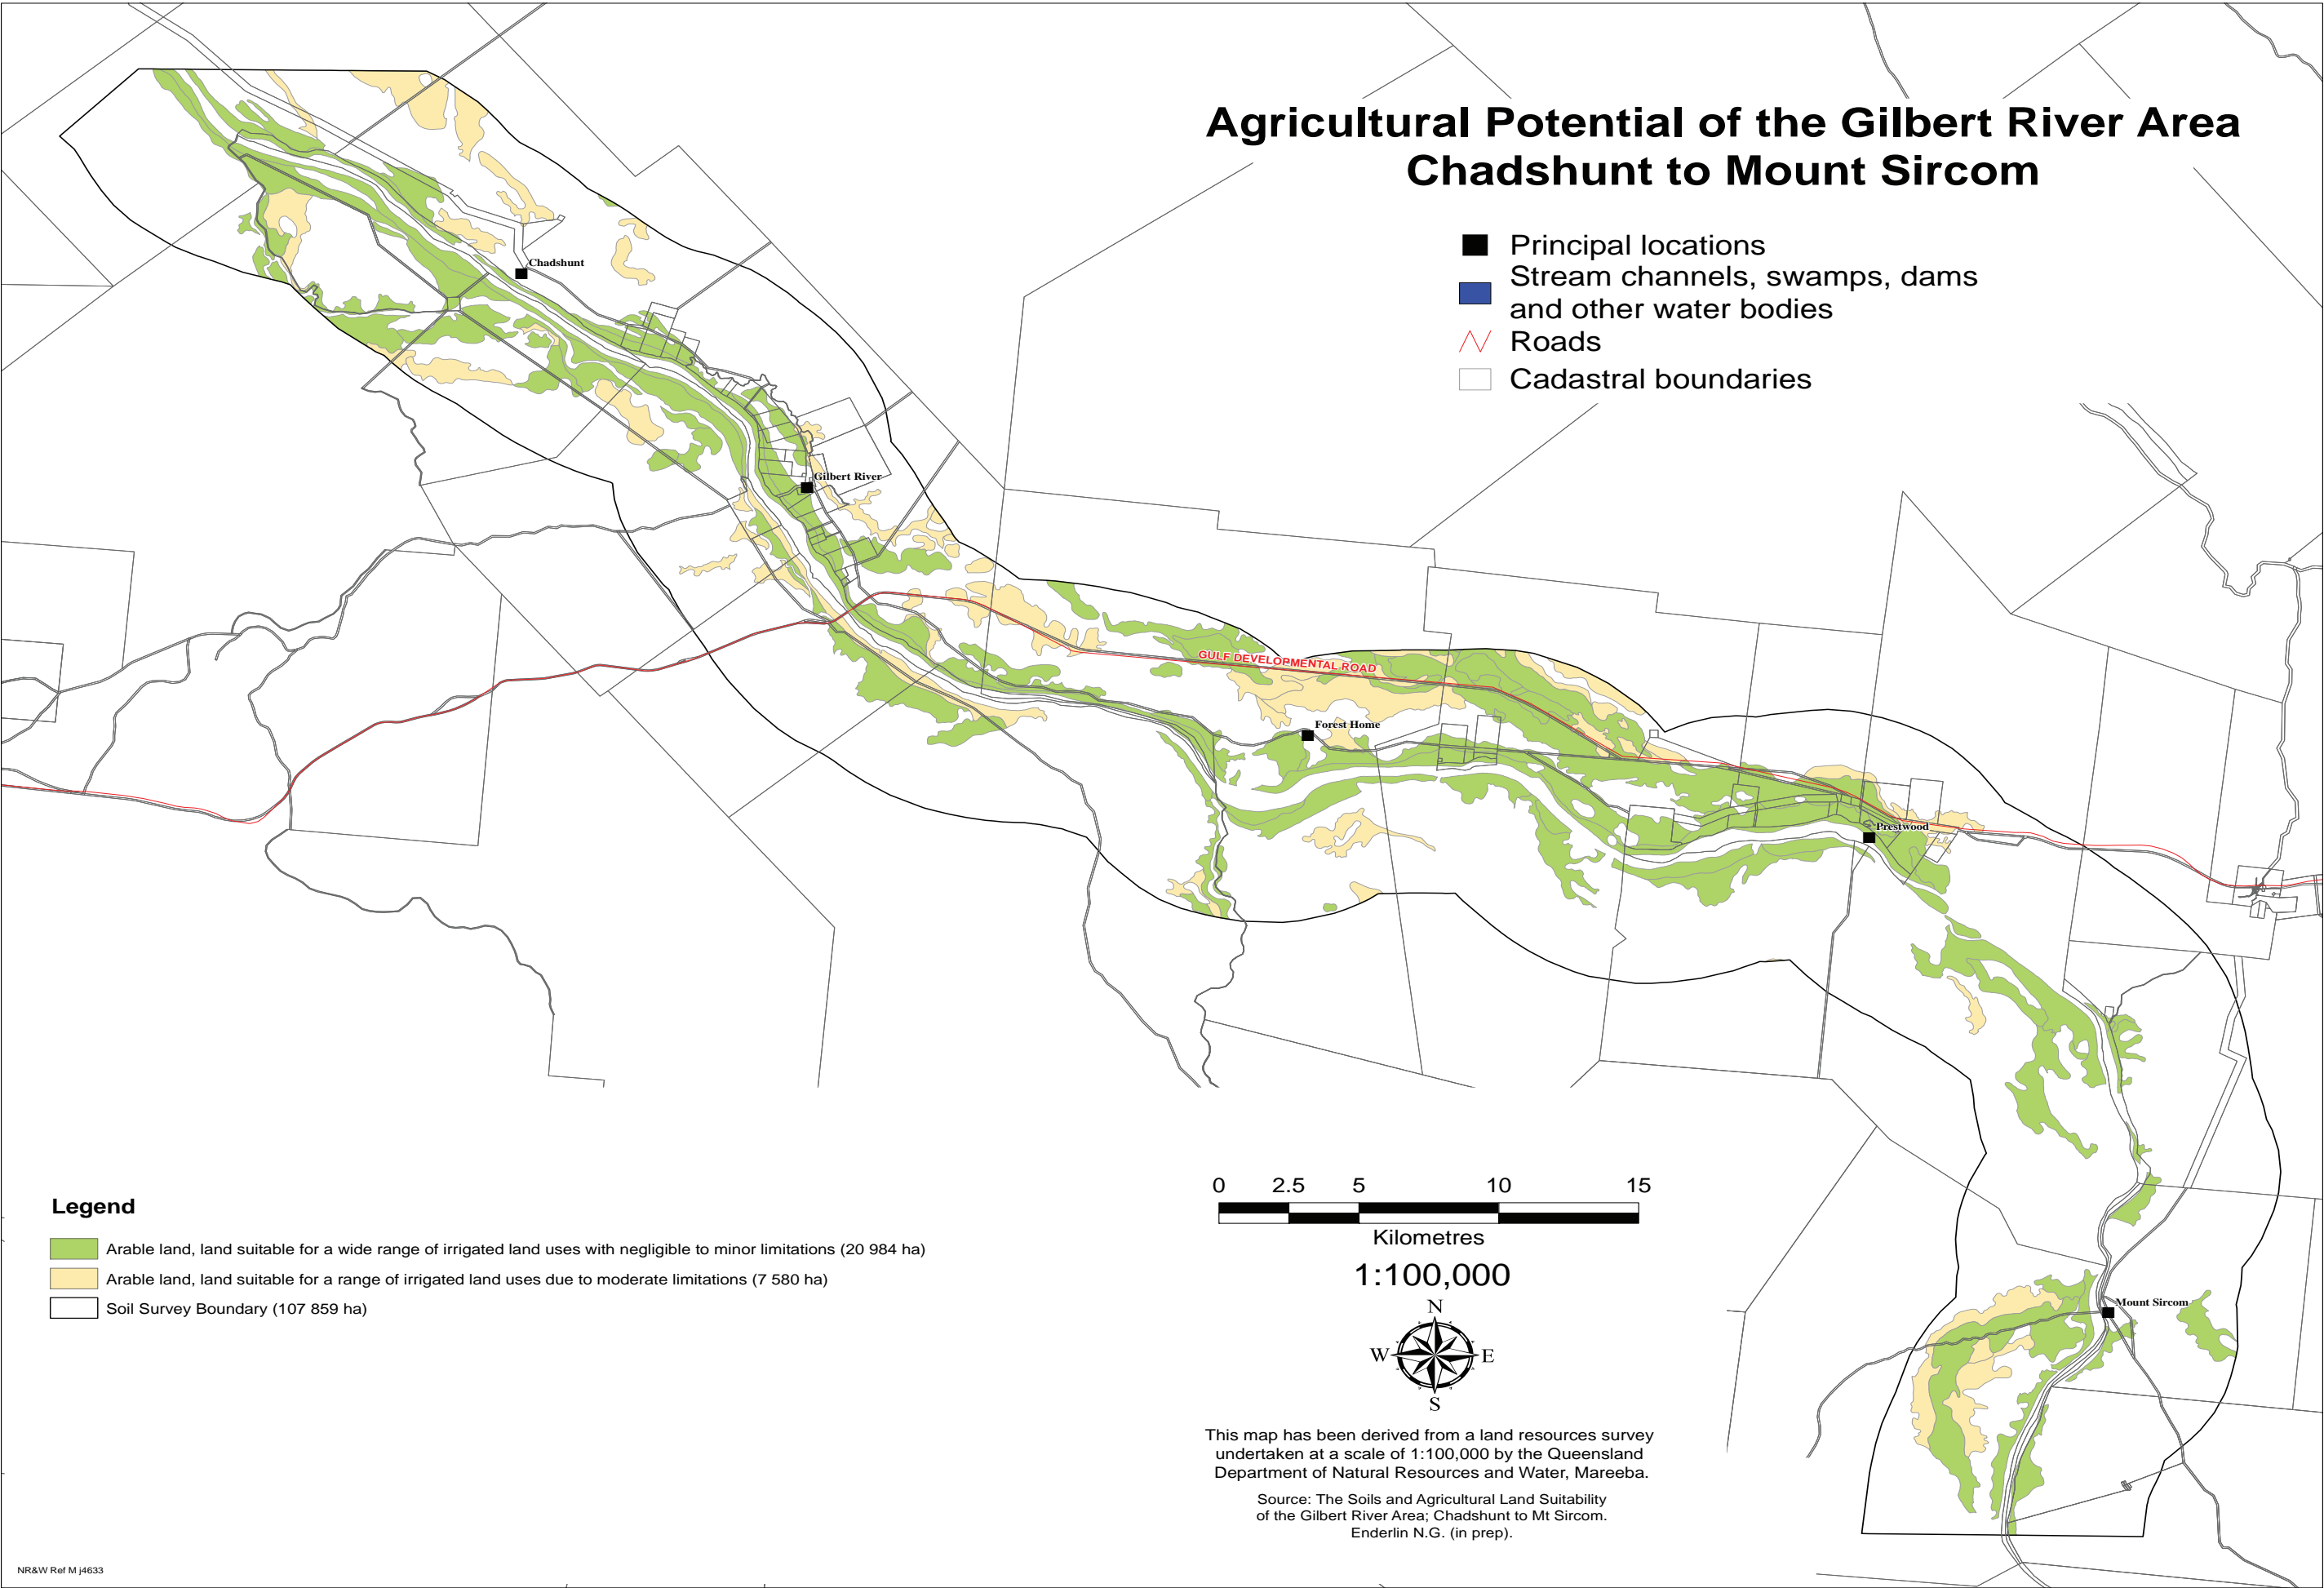 Agricultural Potential of the Gilbert River Area
Chadshunt to Mount Sircom
Principal locations
Stream channels, swamps, dams
and other water bodies
Roads
Cadastral boundaries
Chadshunt
Gilbert River
GULF DEVELOPMENTAL ROAD
Forest Home
Prestwood
Mount Sircom
Legend
Arable land, land suitable for a wide range of irrigated land uses with negligible to minor limitations (20 984 ha)
Arable land, land suitable for a range of irrigated land uses due to moderate limitations (7 580 ha)
Soil Survey Boundary (107 859 ha)
0 2.5 5 10 15
Kilometres
1:100,000
N
W E
S
This map has been derived from a land resources survey
undertaken at a scale of 1:100,000 by the Queensland
Department of Natural Resources and Water, Mareeba.
Source: The Soils and Agricultural Land Suitability
of the Gilbert River Area; Chadshunt to Mt Sircom.
Enderlin N.G. (in prep).
NR&W Ref M j4633